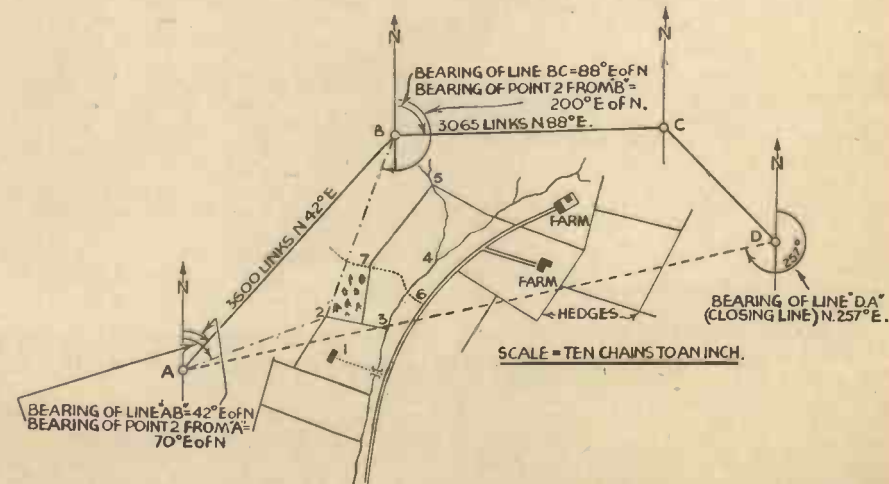 N
N
N
BEARING OF LINE BC=88°E OF N
BEARING OF POINT 2 FROM "B"=
200°E OF N.
B
3065 LINKS N 88°E.
C
N
5
3600 LINKS N 42°E
FARM
D
257°
7
4
FARM
N
6
2
3
HEDGES
BEARING OF LINE "DA"
(CLOSING LINE) N.257°E.
1
SCALE = TEN CHAINS TO AN INCH.
A
BEARING OF LINE "AB"=42°E OF N
BEARING OF POINT 2 FROM "A"=
70°E OF N